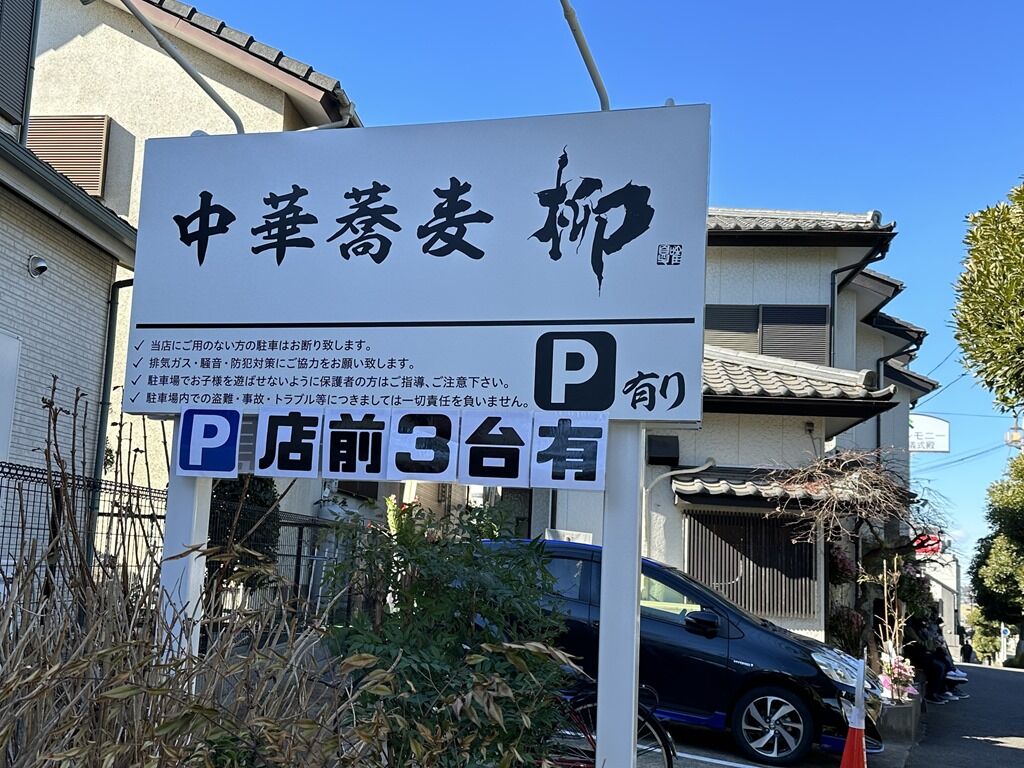 中華蕎麦 柳
✓ 当店にご用のない方の駐車はお断り致します。
✓ 排気ガス・騒音・防犯対策にご協力をお願い致します。
✓ 駐車場でお子様を遊ばせないように保護者の方はご指導、ご注意下さい。
✓ 駐車場内での盗難・事故・トラブル等につきましては一切責任を負いません。
P 有り
P 店前3台有
モニー
儀式殿